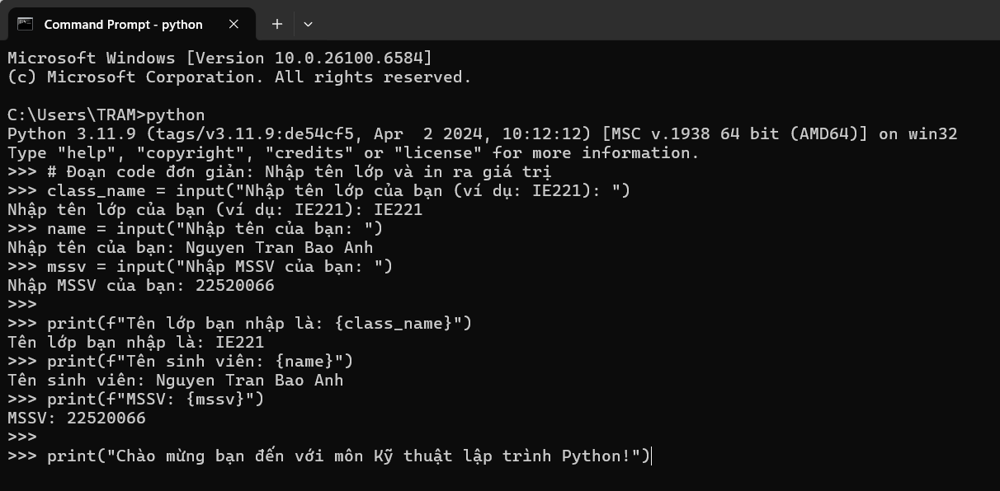 Command Prompt - python
Microsoft Windows [Version 10.0.26100.6584]
(c) Microsoft Corporation. All rights reserved.
C:\Users\TRAM>python
Python 3.11.9 (tags/v3.11.9:de54cf5, Apr  2 2024, 10:12:12) [MSC v.1938 64 bit (AMD64)] on win32
Type "help", "copyright", "credits" or "license" for more information.
>>> # Đoạn code đơn giản: Nhập tên lớp và in ra giá trị
>>> class_name = input("Nhập tên lớp của bạn (ví dụ: IE221): ")
Nhập tên lớp của bạn (ví dụ: IE221): IE221
>>> name = input("Nhập tên của bạn: ")
Nhập tên của bạn: Nguyen Tran Bao Anh
>>> mssv = input("Nhập MSSV của bạn: ")
Nhập MSSV của bạn: 22520066
>>>
>>> print(f"Tên lớp bạn nhập là: {class_name}")
Tên lớp bạn nhập là: IE221
>>> print(f"Tên sinh viên: {name}")
Tên sinh viên: Nguyen Tran Bao Anh
>>> print(f"MSSV: {mssv}")
MSSV: 22520066
>>>
>>> print("Chào mừng bạn đến với môn Kỹ thuật lập trình Python!")